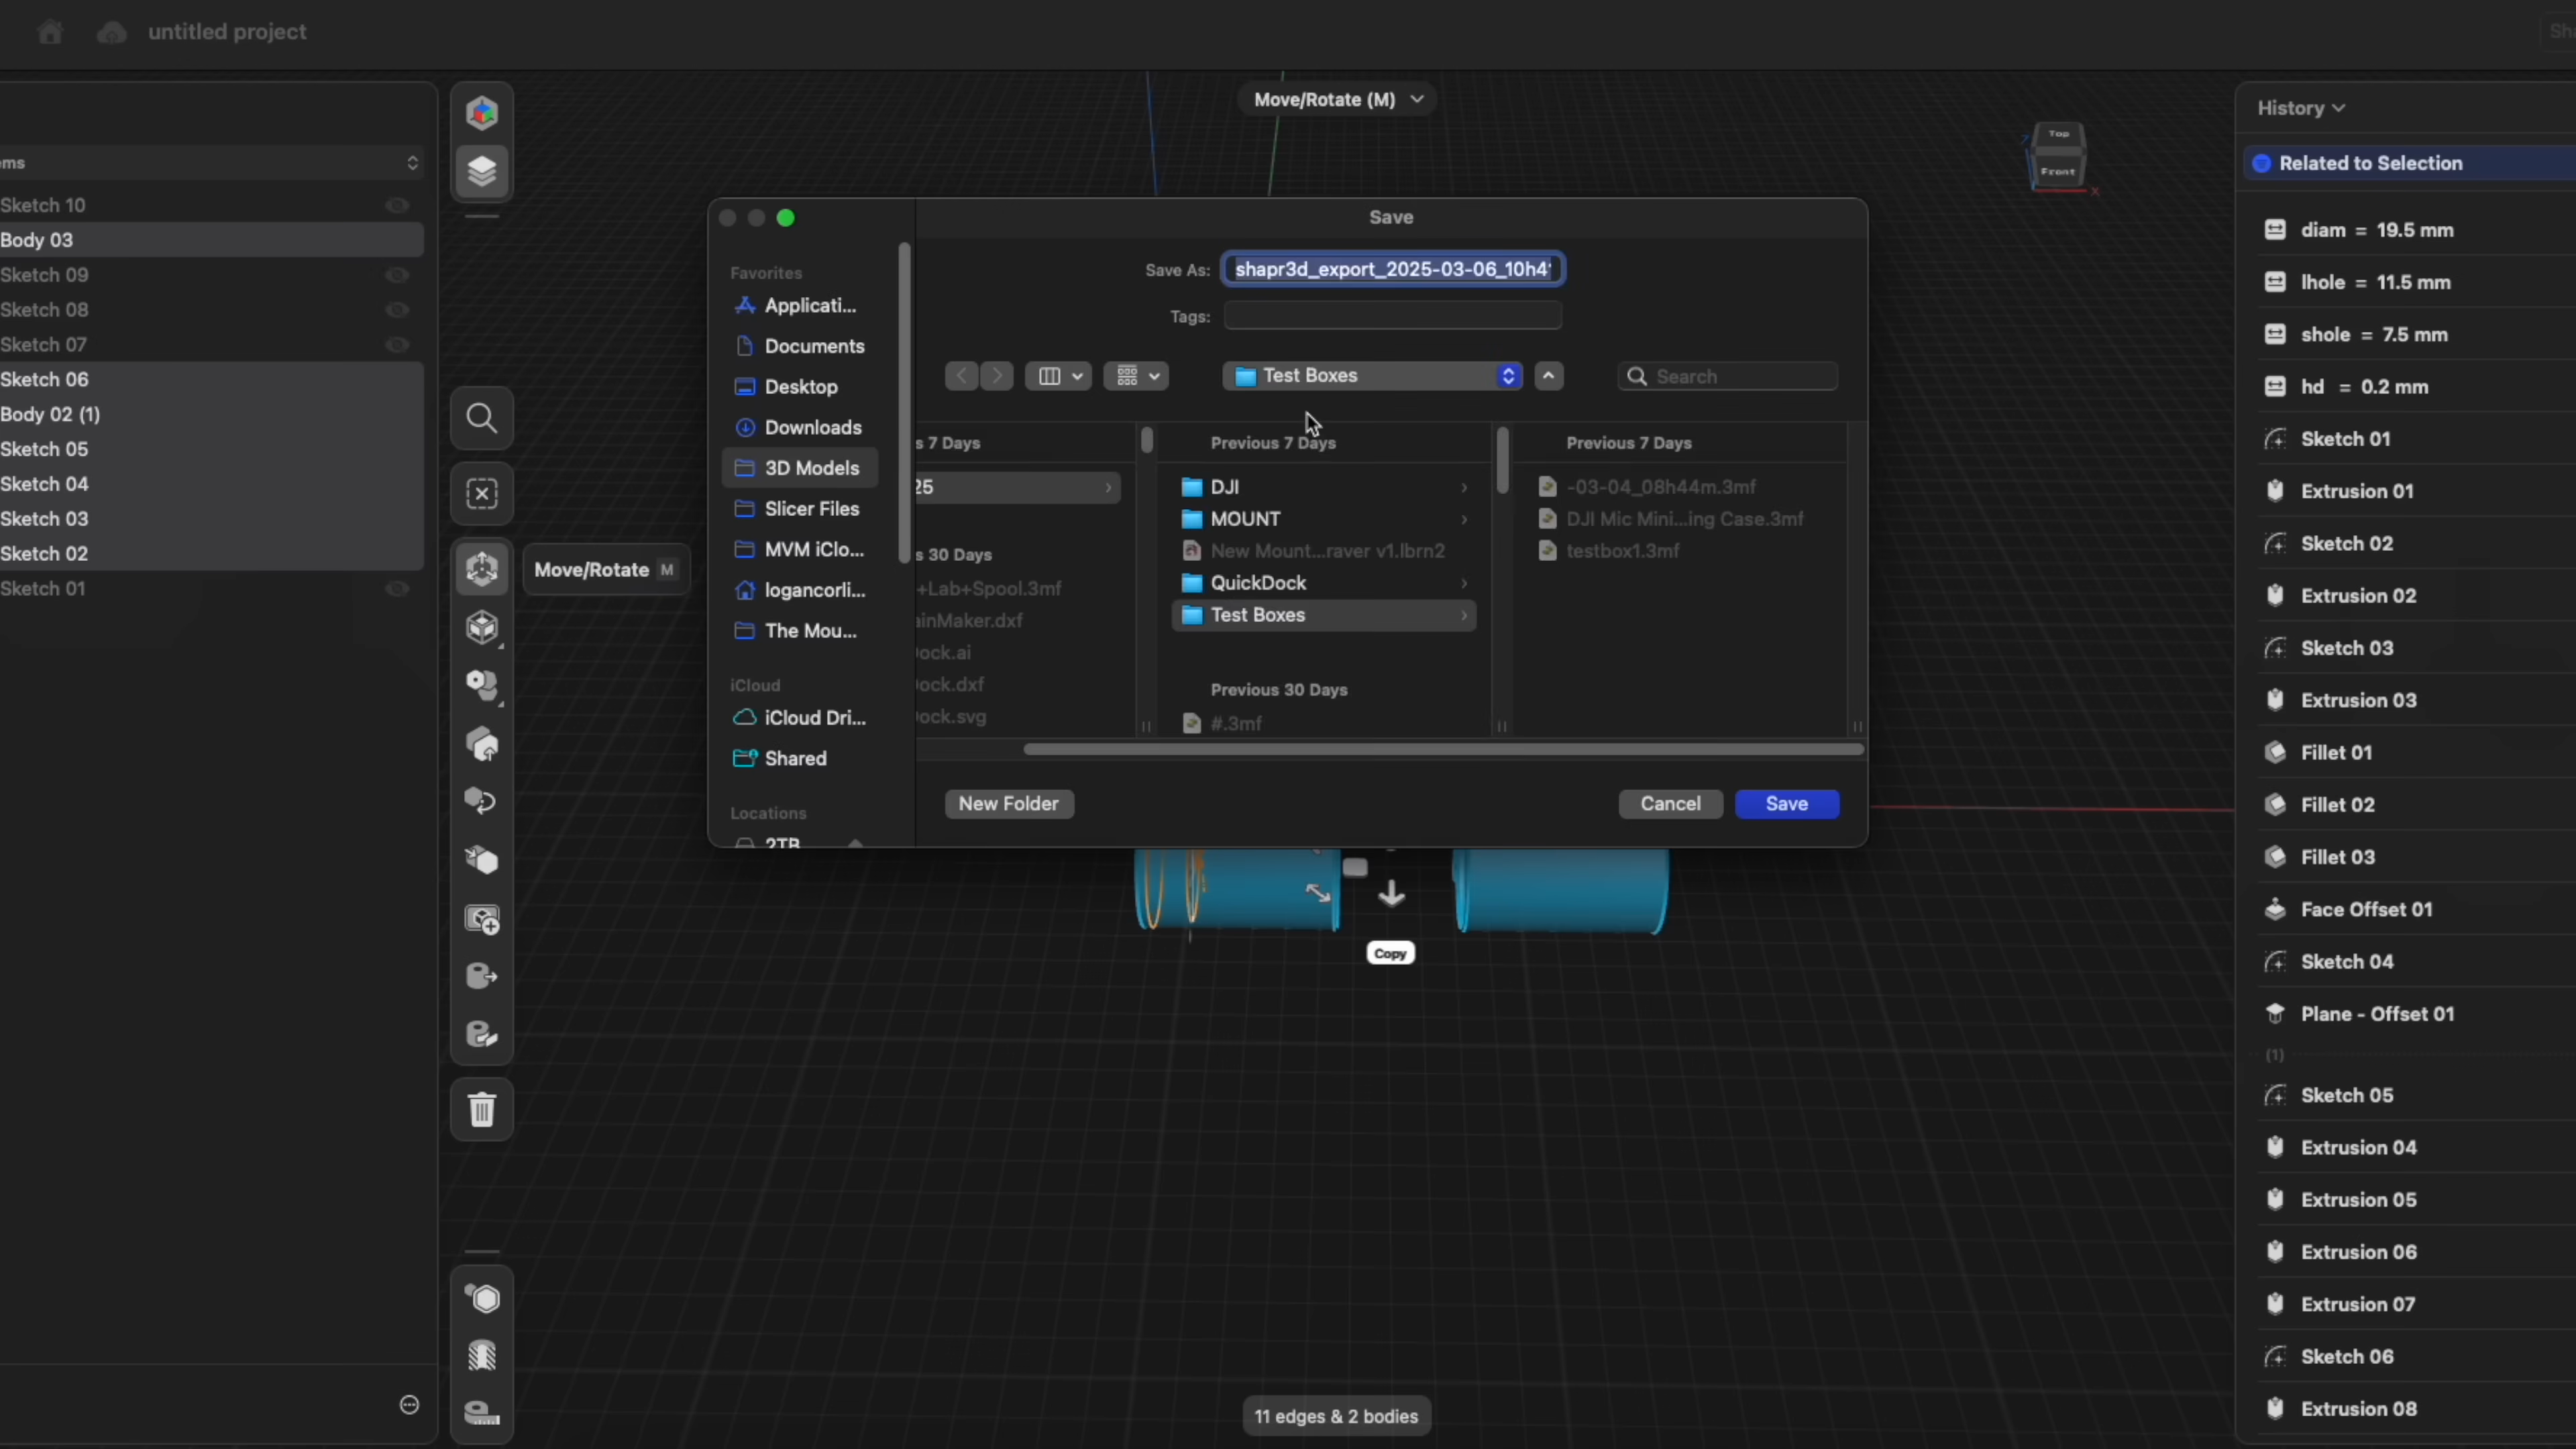 untitled project
Sha
Move/Rotate (M)
ems
Sketch 10
Body 03
Sketch 09
Sketch 08
Sketch 07
Sketch 06
Body 02 (1)
Sketch 05
Sketch 04
Sketch 03
Sketch 02
Sketch 01
Move/Rotate M
Top
Front
Z
X
Save
Save As: shapr3d_export_2025-03-06_10h4
Tags:
Test Boxes
Search
Favorites
Applicati...
Documents
Desktop
Downloads
3D Models
Slicer Files
MVM iClo...
logancorli...
The Mou...
iCloud
iCloud Dri...
Shared
Locations
2TB
s 7 Days
25
s 30 Days
+Lab+Spool.3mf
ainMaker.dxf
ock.ai
ock.dxf
ock.svg
Previous 7 Days
DJI
MOUNT
New Mount...raver v1.lbrn2
QuickDock
Test Boxes
Previous 30 Days
#.3mf
Previous 7 Days
-03-04_08h44m.3mf
DJI Mic Mini...ing Case.3mf
testbox1.3mf
New Folder
Cancel
Save
Copy
11 edges & 2 bodies
History
Related to Selection
diam = 19.5 mm
lhole = 11.5 mm
shole = 7.5 mm
hd = 0.2 mm
Sketch 01
Extrusion 01
Sketch 02
Extrusion 02
Sketch 03
Extrusion 03
Fillet 01
Fillet 02
Fillet 03
Face Offset 01
Sketch 04
Plane - Offset 01
(1)
Sketch 05
Extrusion 04
Extrusion 05
Extrusion 06
Extrusion 07
Sketch 06
Extrusion 08